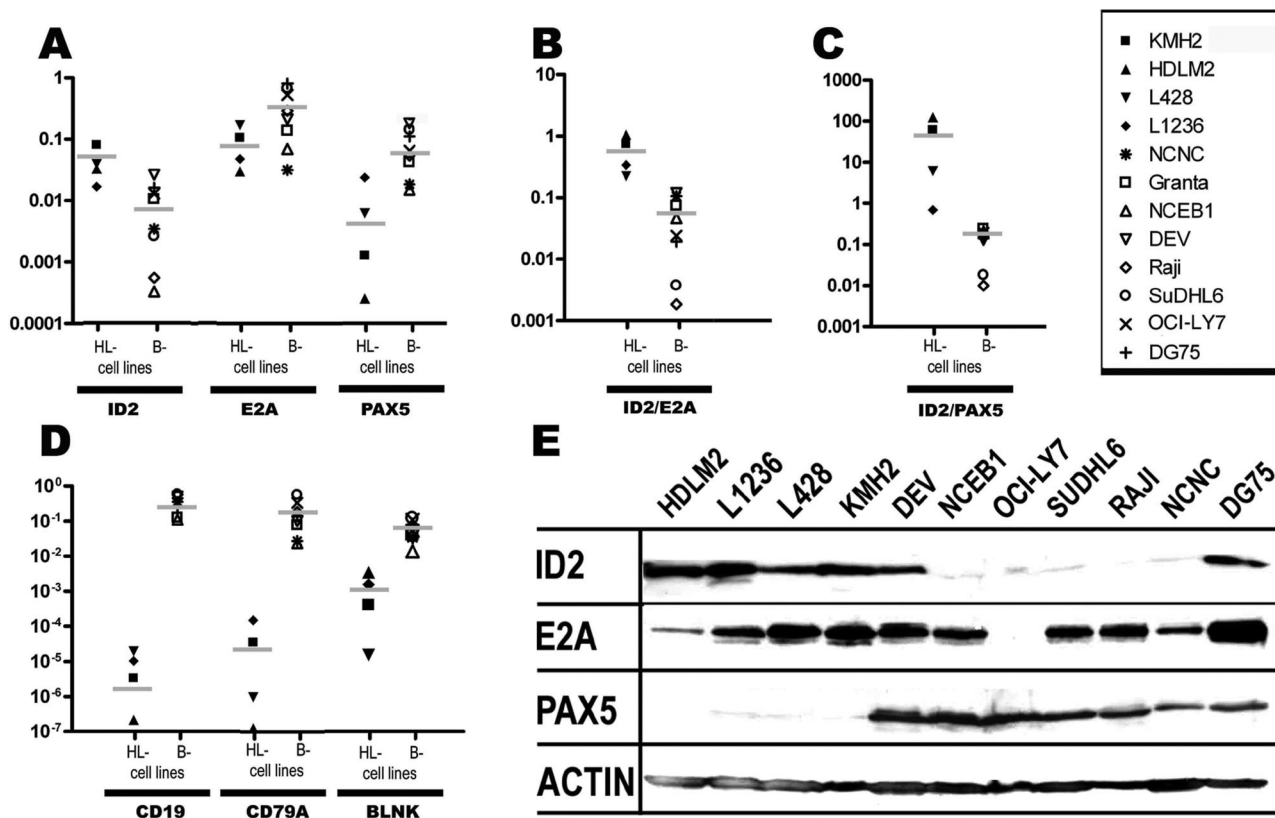 A
1
0.1
0.01
0.001
0.0001
HL- B- HL- B- HL- B-
cell lines cell lines cell lines
ID2 E2A PAX5
B
10
1
0.1
0.01
0.001
HL- B-
cell lines
ID2/E2A
C
1000
100
10
1
0.1
0.01
0.001
HL- B-
cell lines
ID2/PAX5
KMH2
HDLM2
L428
L1236
NCNC
Granta
NCEB1
DEV
Raji
SuDHL6
OCI-LY7
DG75
D
10⁰
10⁻¹
10⁻²
10⁻³
10⁻⁴
10⁻⁵
10⁻⁶
10⁻⁷
HL- B- HL- B- HL- B-
cell lines cell lines cell lines
CD19 CD79A BLNK
E
HDLM2 L1236 L428 KMH2 DEV NCEB1 OCI-LY7 SUDHL6 RAJI NCNC DG75
ID2
E2A
PAX5
ACTIN